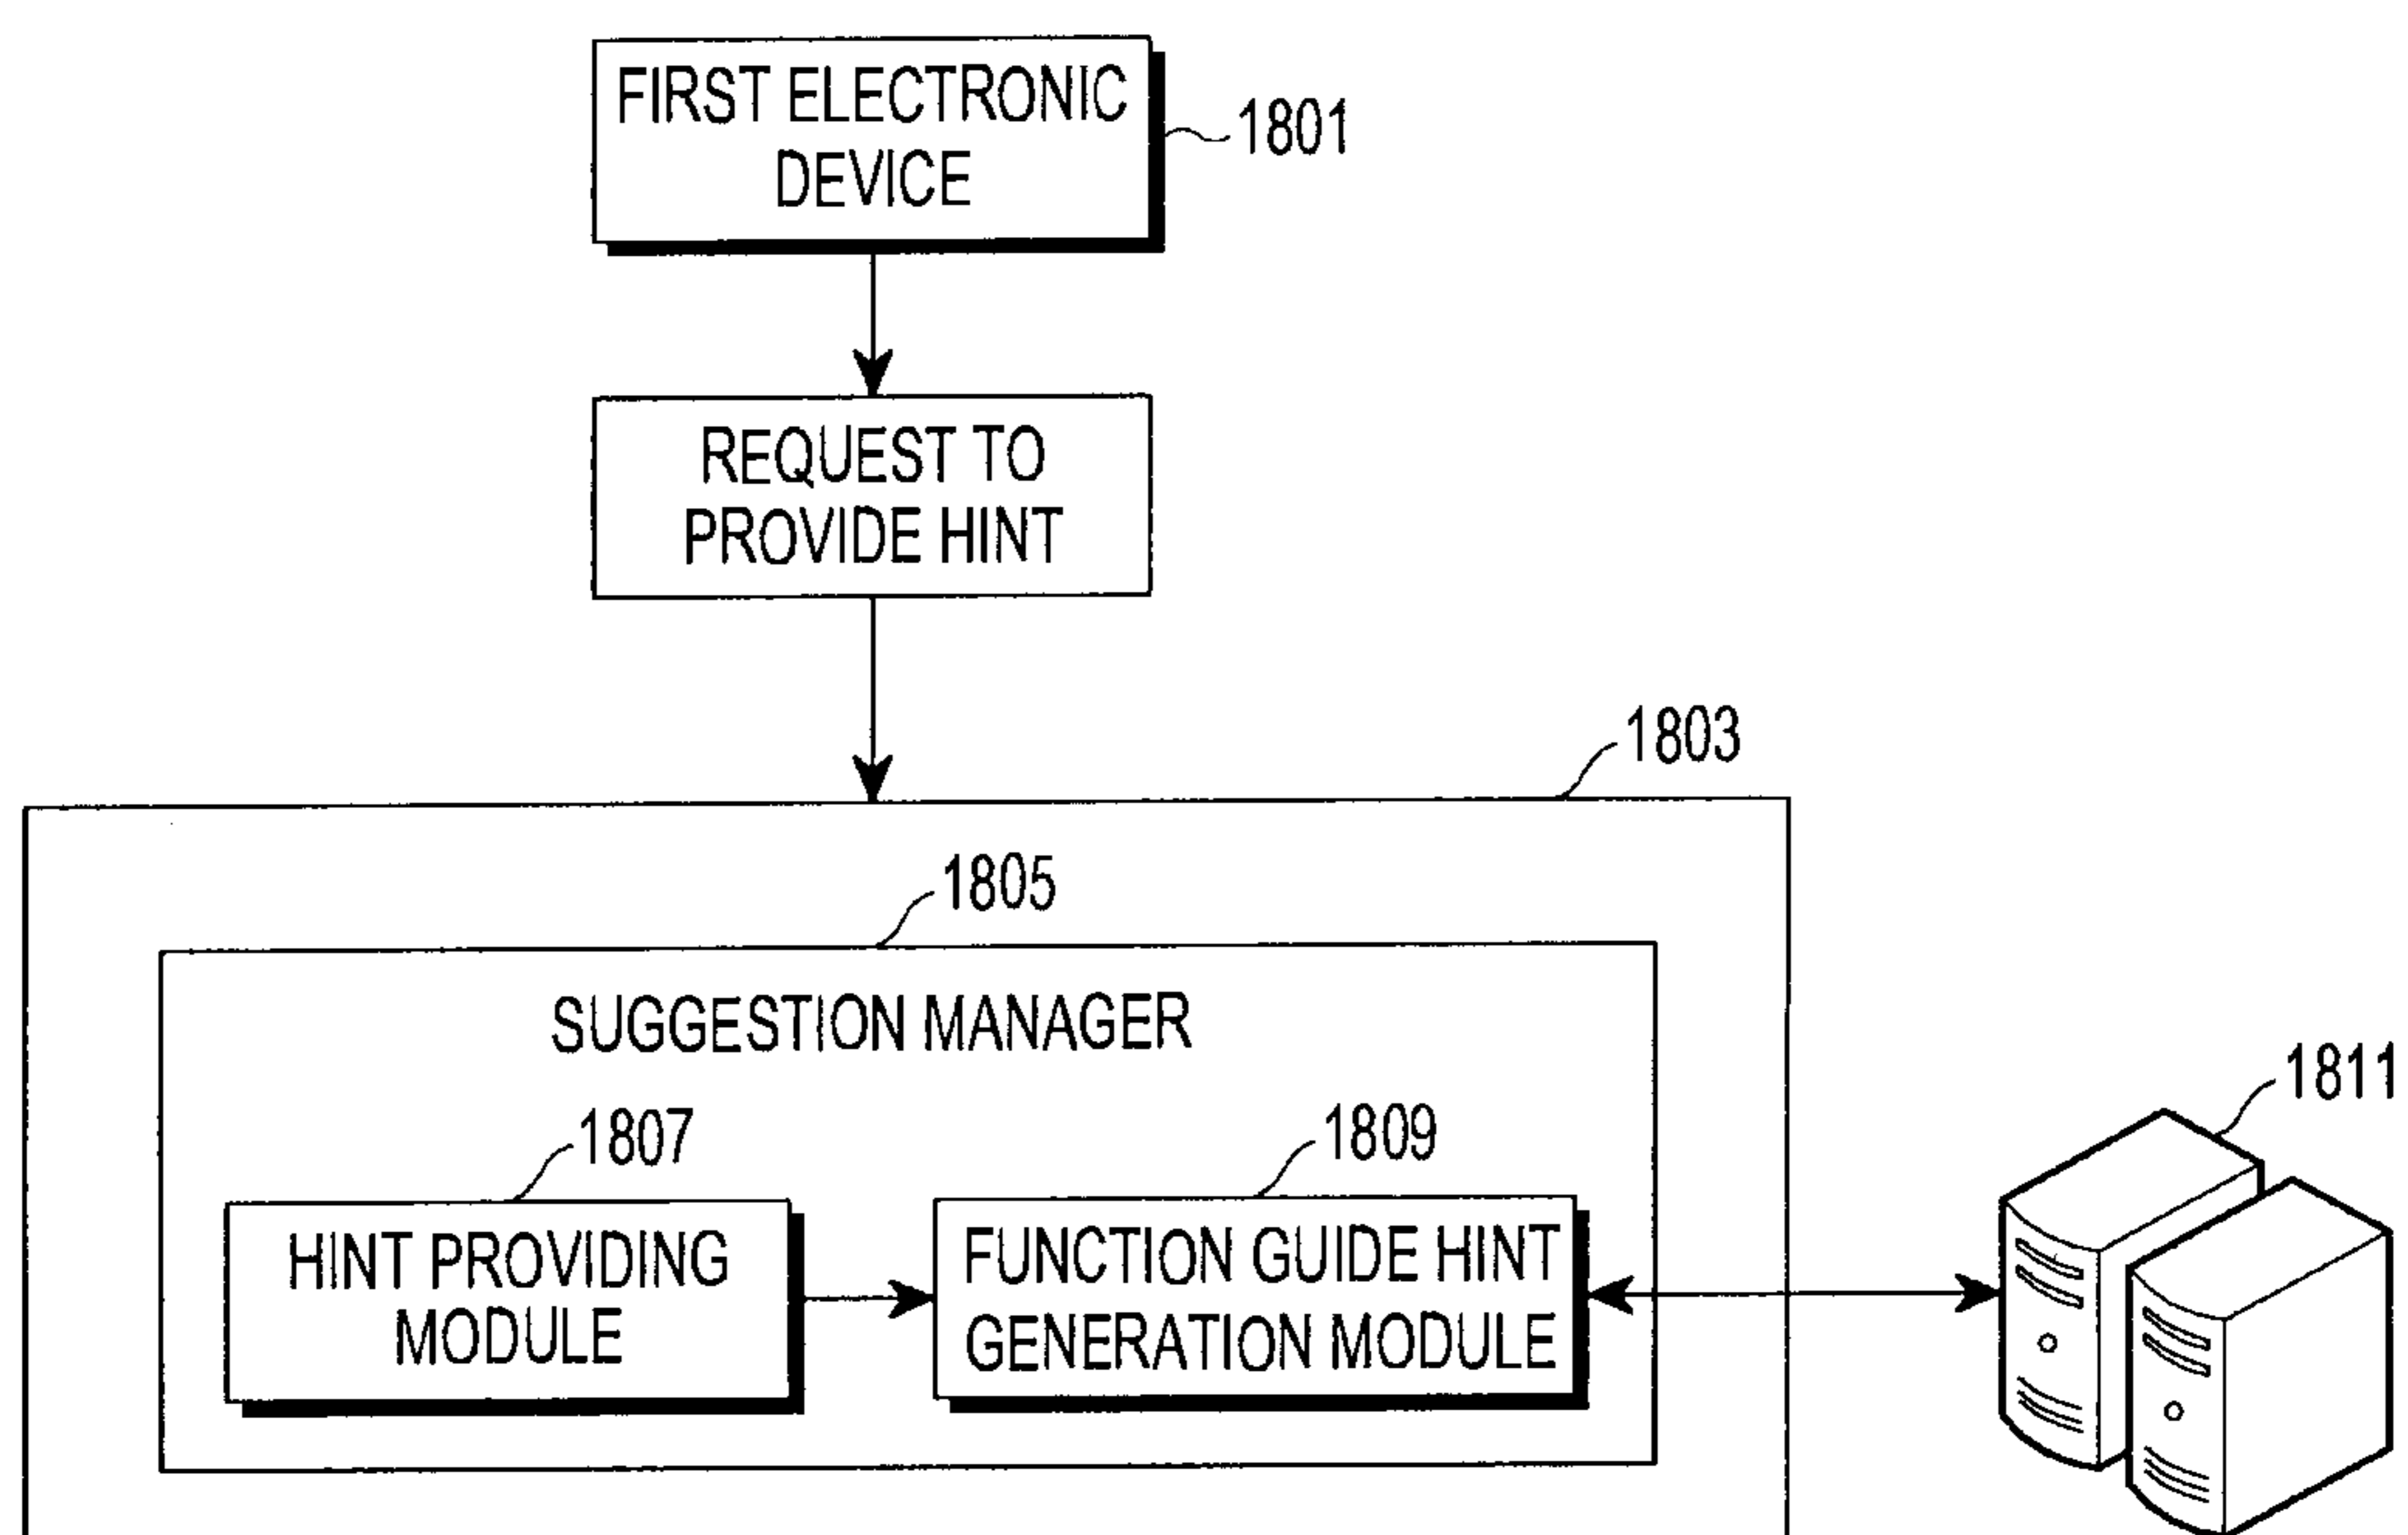 FIRST ELECTRONIC
DEVICE
1801
REQUEST TO
PROVIDE HINT
1803
1805
SUGGESTION MANAGER
1811
1807
1809
HINT PROVIDING
MODULE
FUNCTION GUIDE HINT
GENERATION MODULE